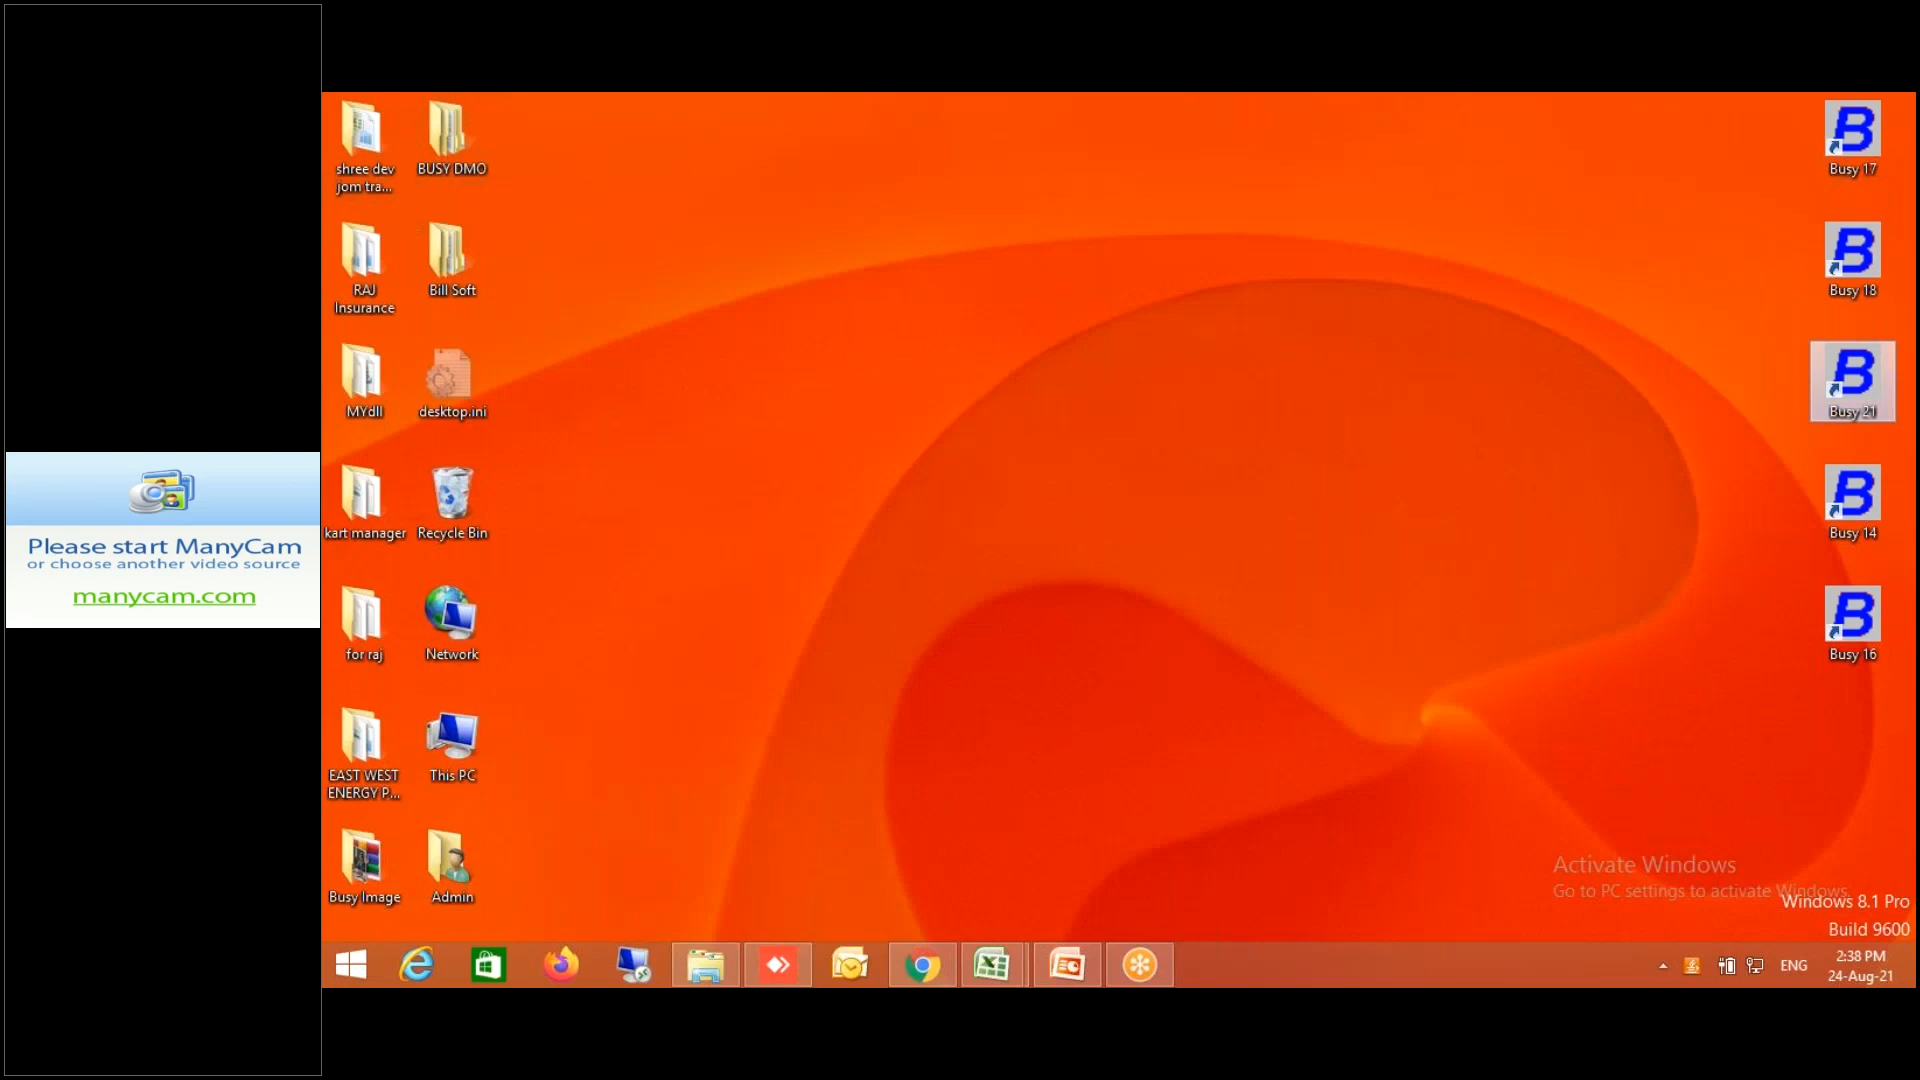 Please start ManyCam
or choose another video source
manycam.com
shree dev
jom tra...
BUSY DMO
RAJ
Insurance
Bill Soft
MYdll
desktop.ini
kart manager
Recycle Bin
for raj
Network
EAST WEST
ENERGY P...
This PC
Busy Image
Admin
Busy 17
Busy 18
Busy 21
Busy 14
Busy 16
Activate Windows
Go to PC settings to activate Windows.
Windows 8.1 Pro
Build 9600
ENG
2:38 PM
24-Aug-21